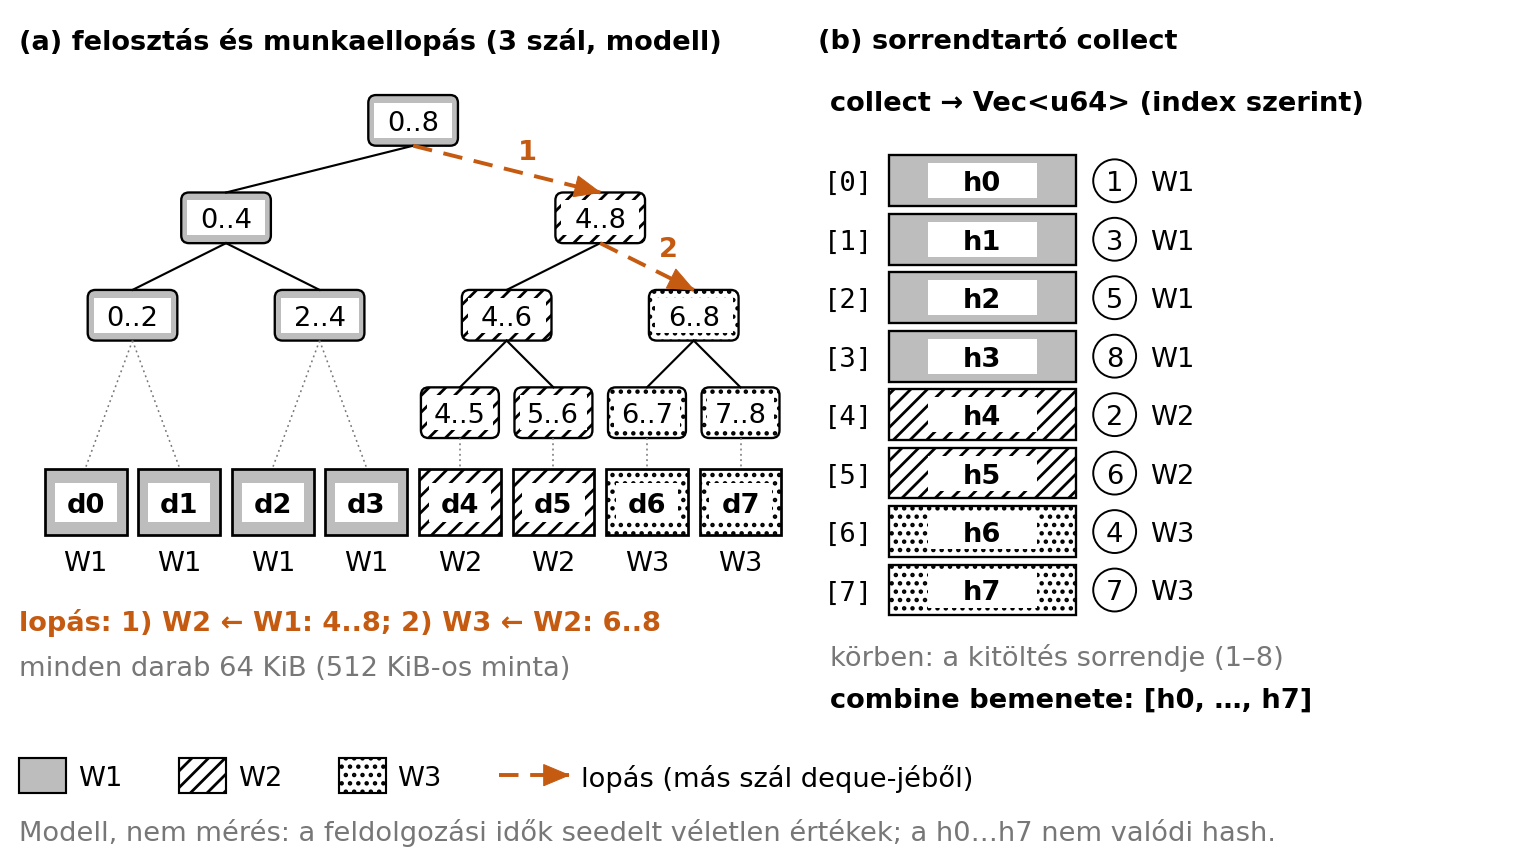 (a) felosztás és munkaellopás (3 szál, modell)
0..8
1
0..4
4..8
2
0..2
2..4
4..6
6..8
4..5
5..6
6..7
7..8
d0 d1 d2 d3 d4 d5 d6 d7
W1 W1 W1 W1 W2 W2 W3 W3
lopás: 1) W2 ← W1: 4..8; 2) W3 ← W2: 6..8
minden darab 64 KiB (512 KiB-os minta)
(b) sorrendtartó collect
collect → Vec<u64> (index szerint)
[0] h0 1 W1
[1] h1 3 W1
[2] h2 5 W1
[3] h3 8 W1
[4] h4 2 W2
[5] h5 6 W2
[6] h6 4 W3
[7] h7 7 W3
körben: a kitöltés sorrendje (1–8)
combine bemenete: [h0, …, h7]
W1 W2 W3 lopás (más szál deque-jéből)
Modell, nem mérés: a feldolgozási idők seedelt véletlen értékek; a h0…h7 nem valódi hash.